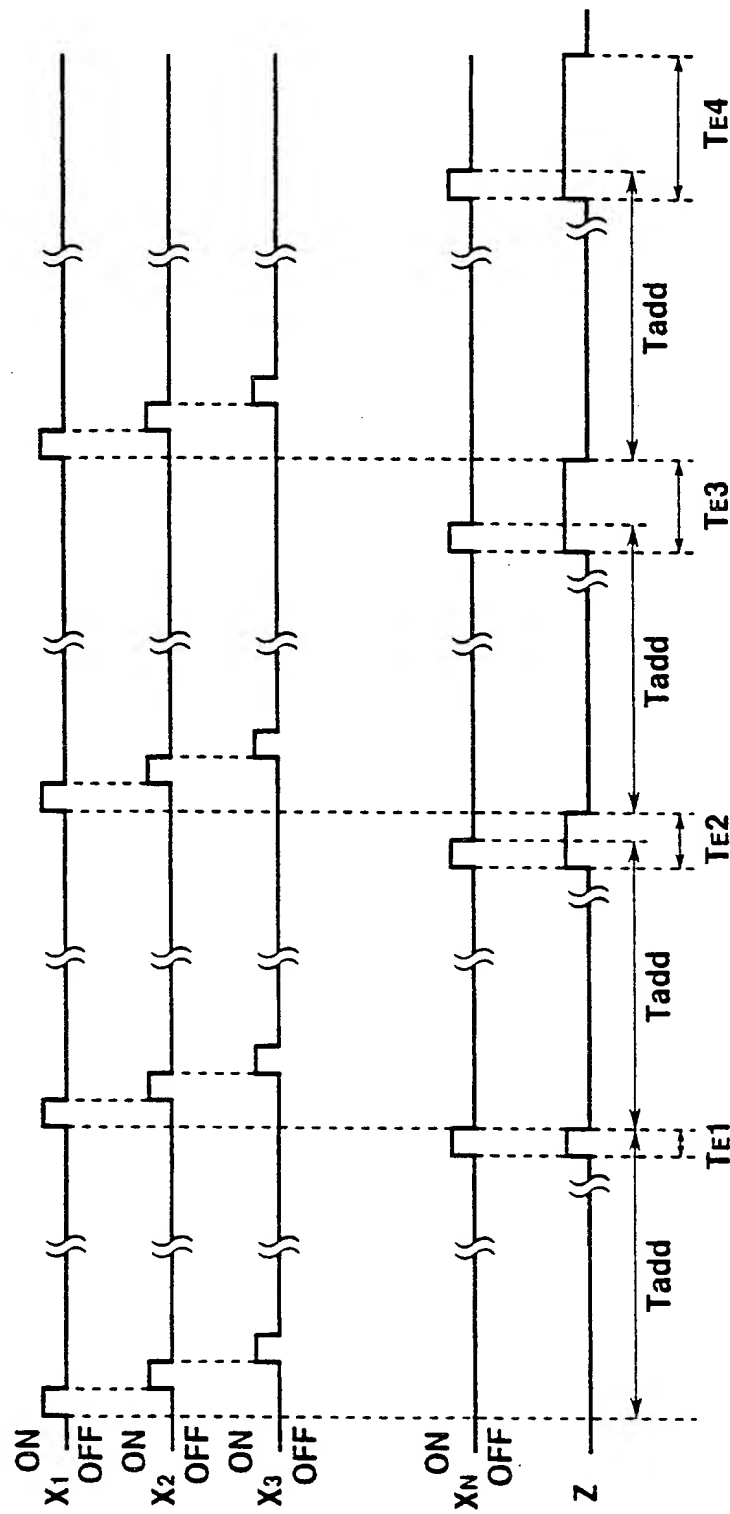 X1 ON
OFF
X2 ON
OFF
X3 ON
OFF
XN ON
OFF
Z
Tadd
Tadd
Tadd
Tadd
TE1
TE2
TE3
TE4